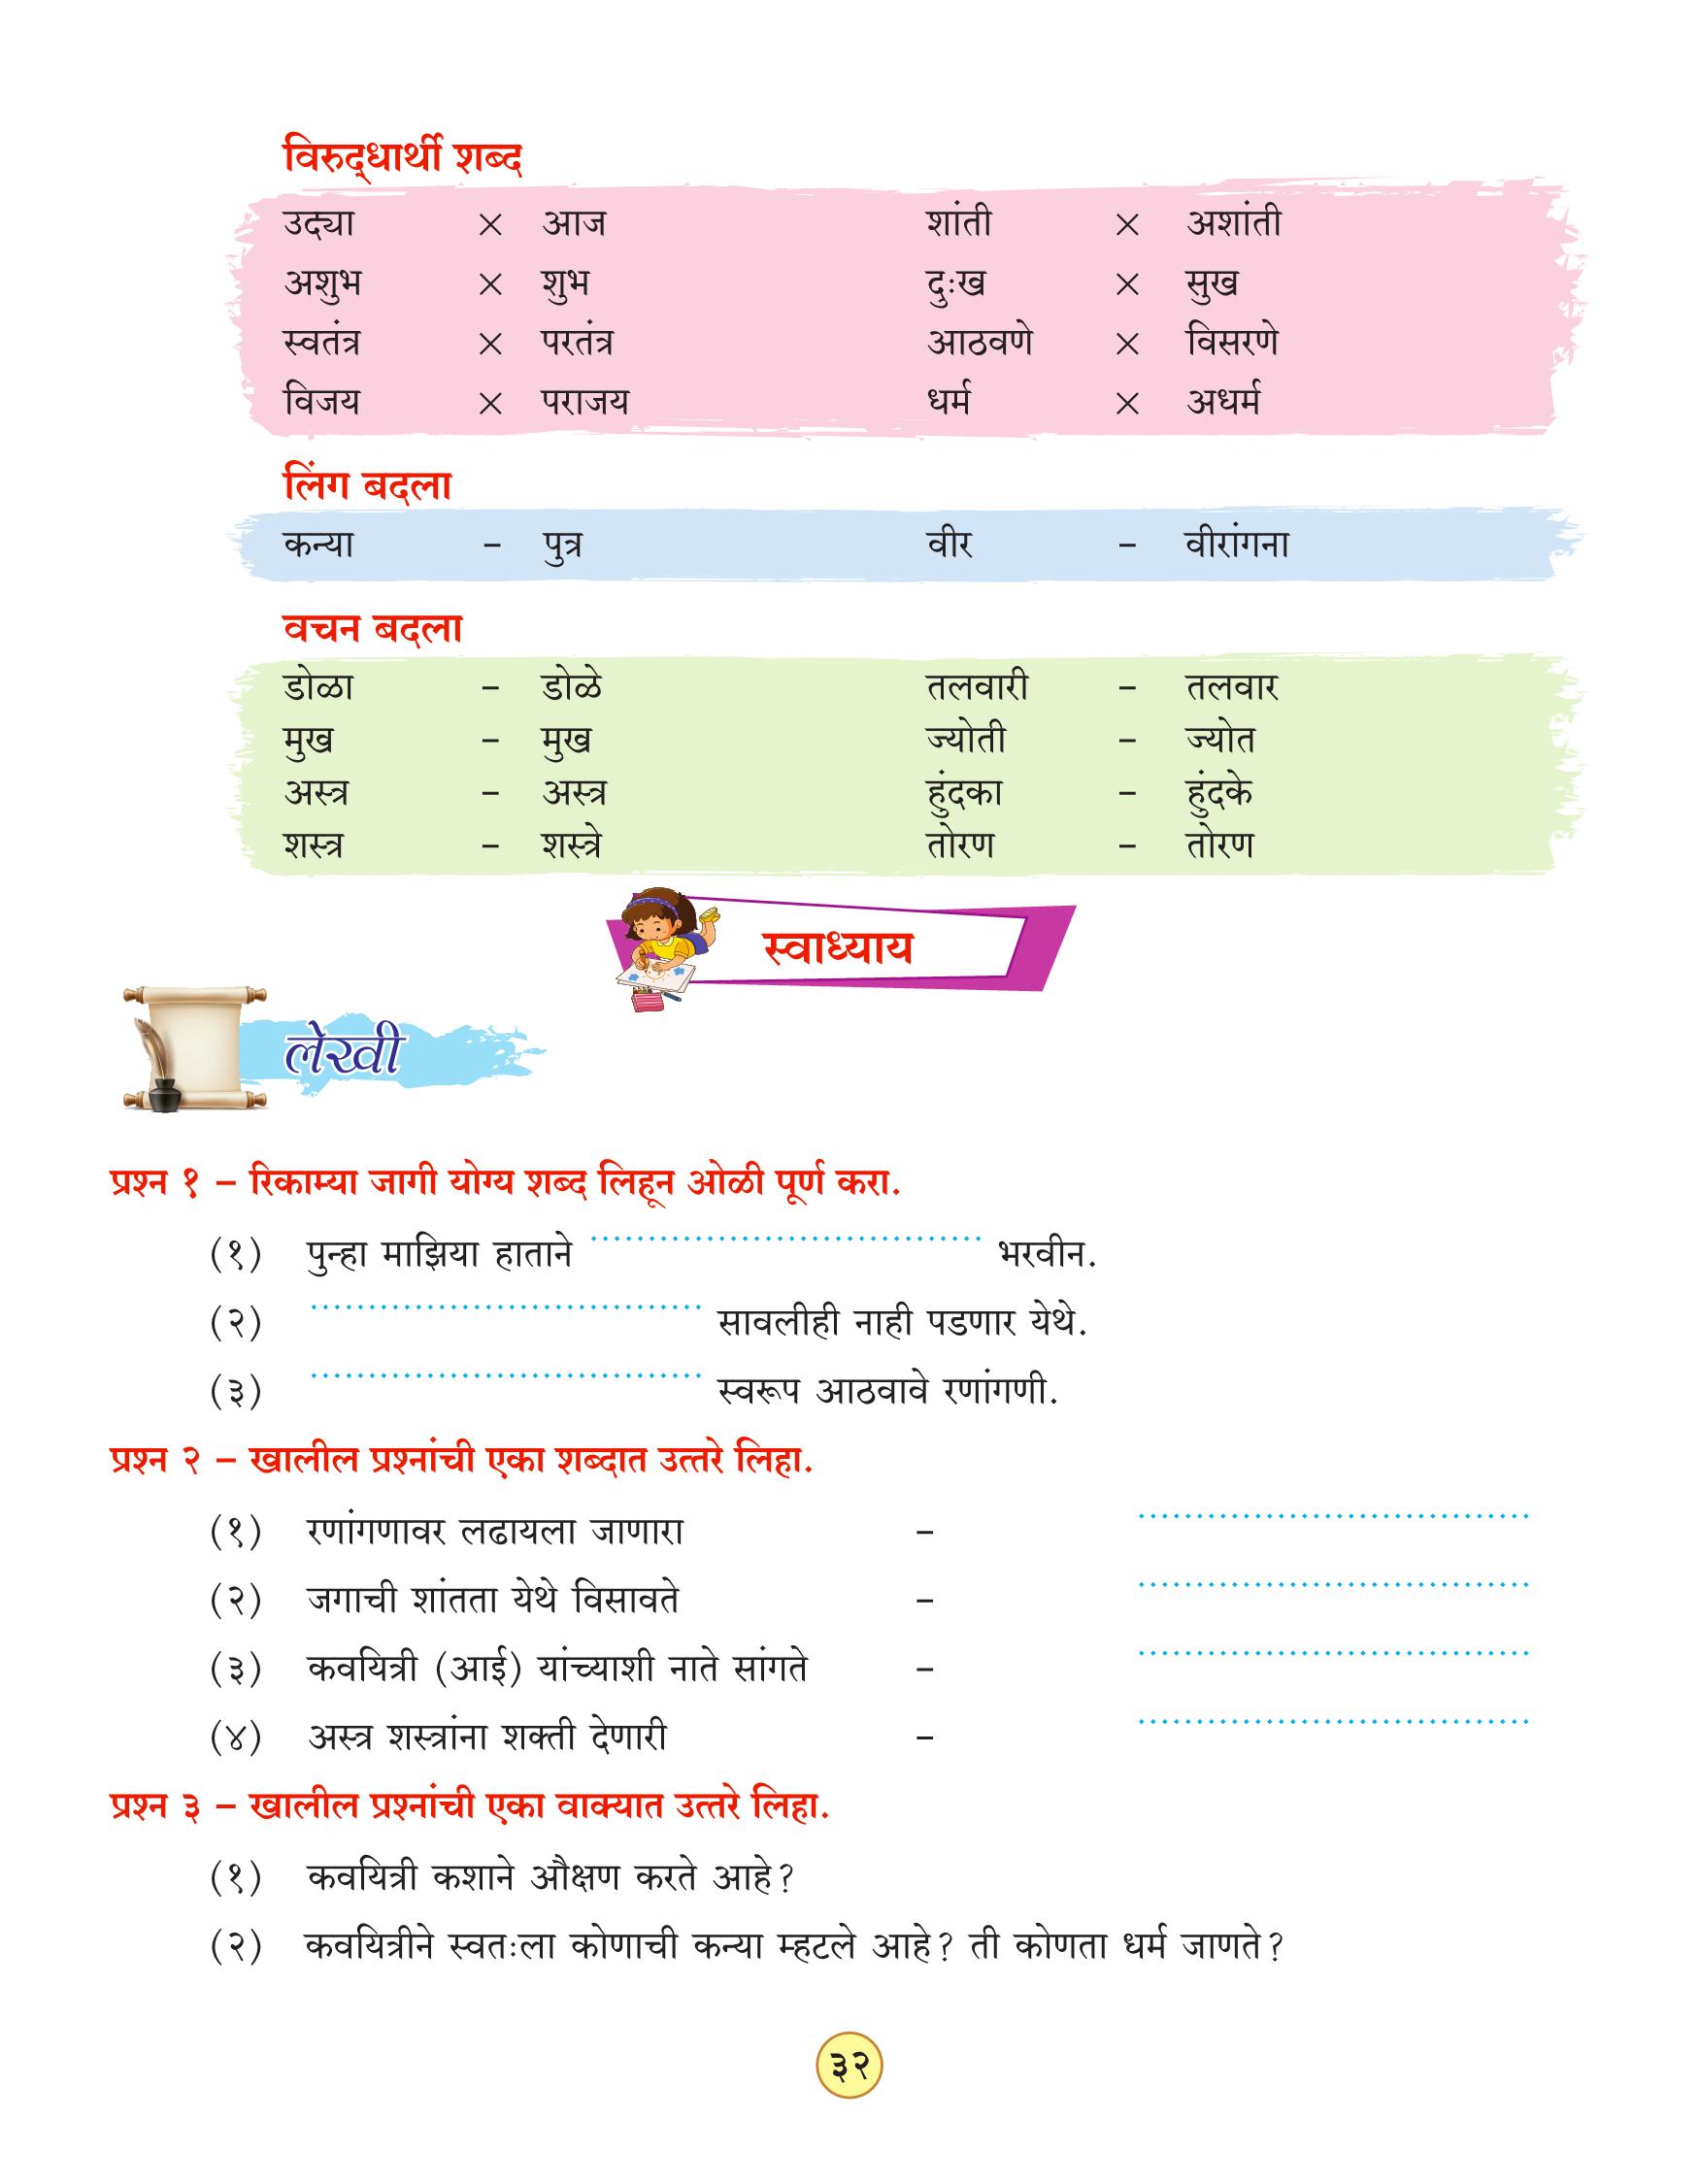 विरुद्धार्थी शब्द
उद्या × आज शांती × अशांती
अशुभ × शुभ दुःख × सुख
स्वतंत्र × परतंत्र आठवणे × विसरणे
विजय × पराजय धर्म × अधर्म
लिंग बदला
कन्या – पुत्र वीर – वीरांगना
वचन बदला
डोळा – डोळे तलवारी – तलवार
मुख – मुख ज्योती – ज्योत
अस्त्र – अस्त्र हुंदका – हुंदके
शस्त्र – शस्त्रे तोरण – तोरण
स्वाध्याय
लेखी
प्रश्न १ – रिकाम्या जागी योग्य शब्द लिहून ओळी पूर्ण करा.
(१) पुन्हा माझिया हाताने .................................. भरवीन.
(२) .................................. सावलीही नाही पडणार येथे.
(३) .................................. स्वरूप आठवावे रणांगणी.
प्रश्न २ – खालील प्रश्नांची एका शब्दात उत्तरे लिहा.
(१) रणांगणावर लढायला जाणारा – ..................................
(२) जगाची शांतता येथे विसावते – ..................................
(३) कवयित्री (आई) यांच्याशी नाते सांगते – ..................................
(४) अस्त्र शस्त्रांना शक्ती देणारी – ..................................
प्रश्न ३ – खालील प्रश्नांची एका वाक्यात उत्तरे लिहा.
(१) कवयित्री कशाने औक्षण करते आहे?
(२) कवयित्रीने स्वतःला कोणाची कन्या म्हटले आहे? ती कोणता धर्म जाणते?
३२